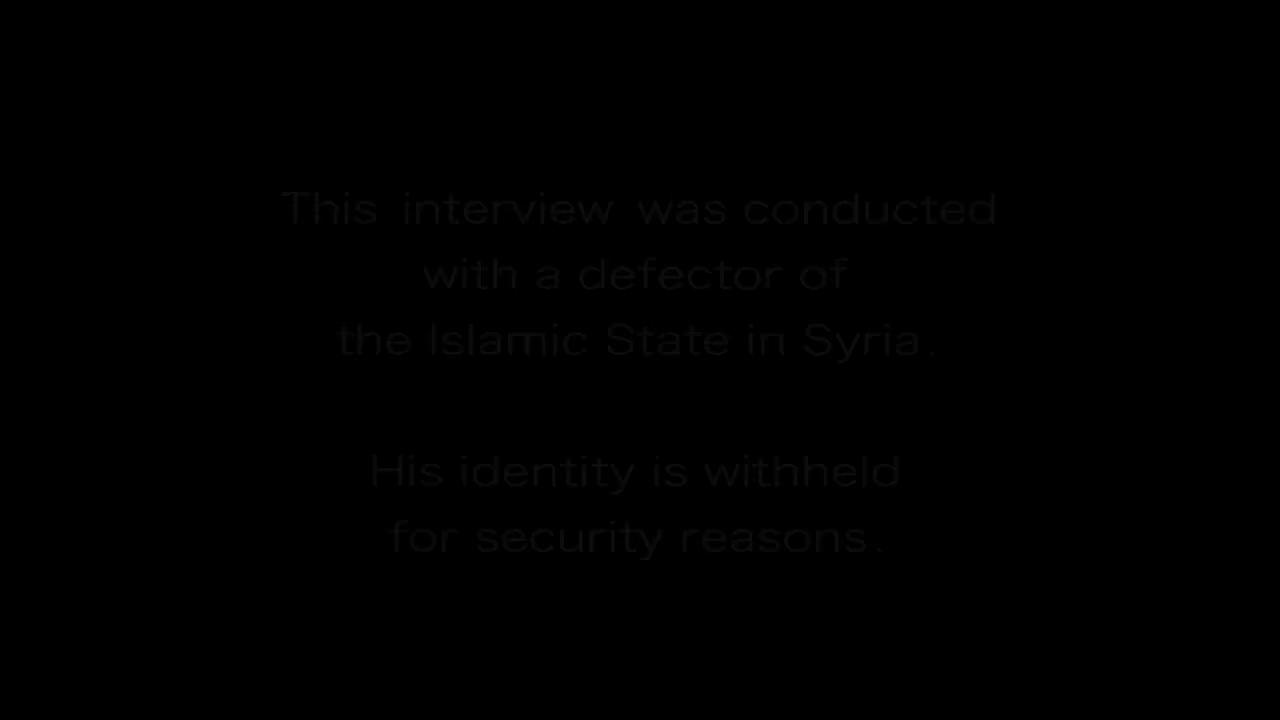 This interview was conducted
with a defector of
the Islamic State in Syria.
His identity is withheld
for security reasons.